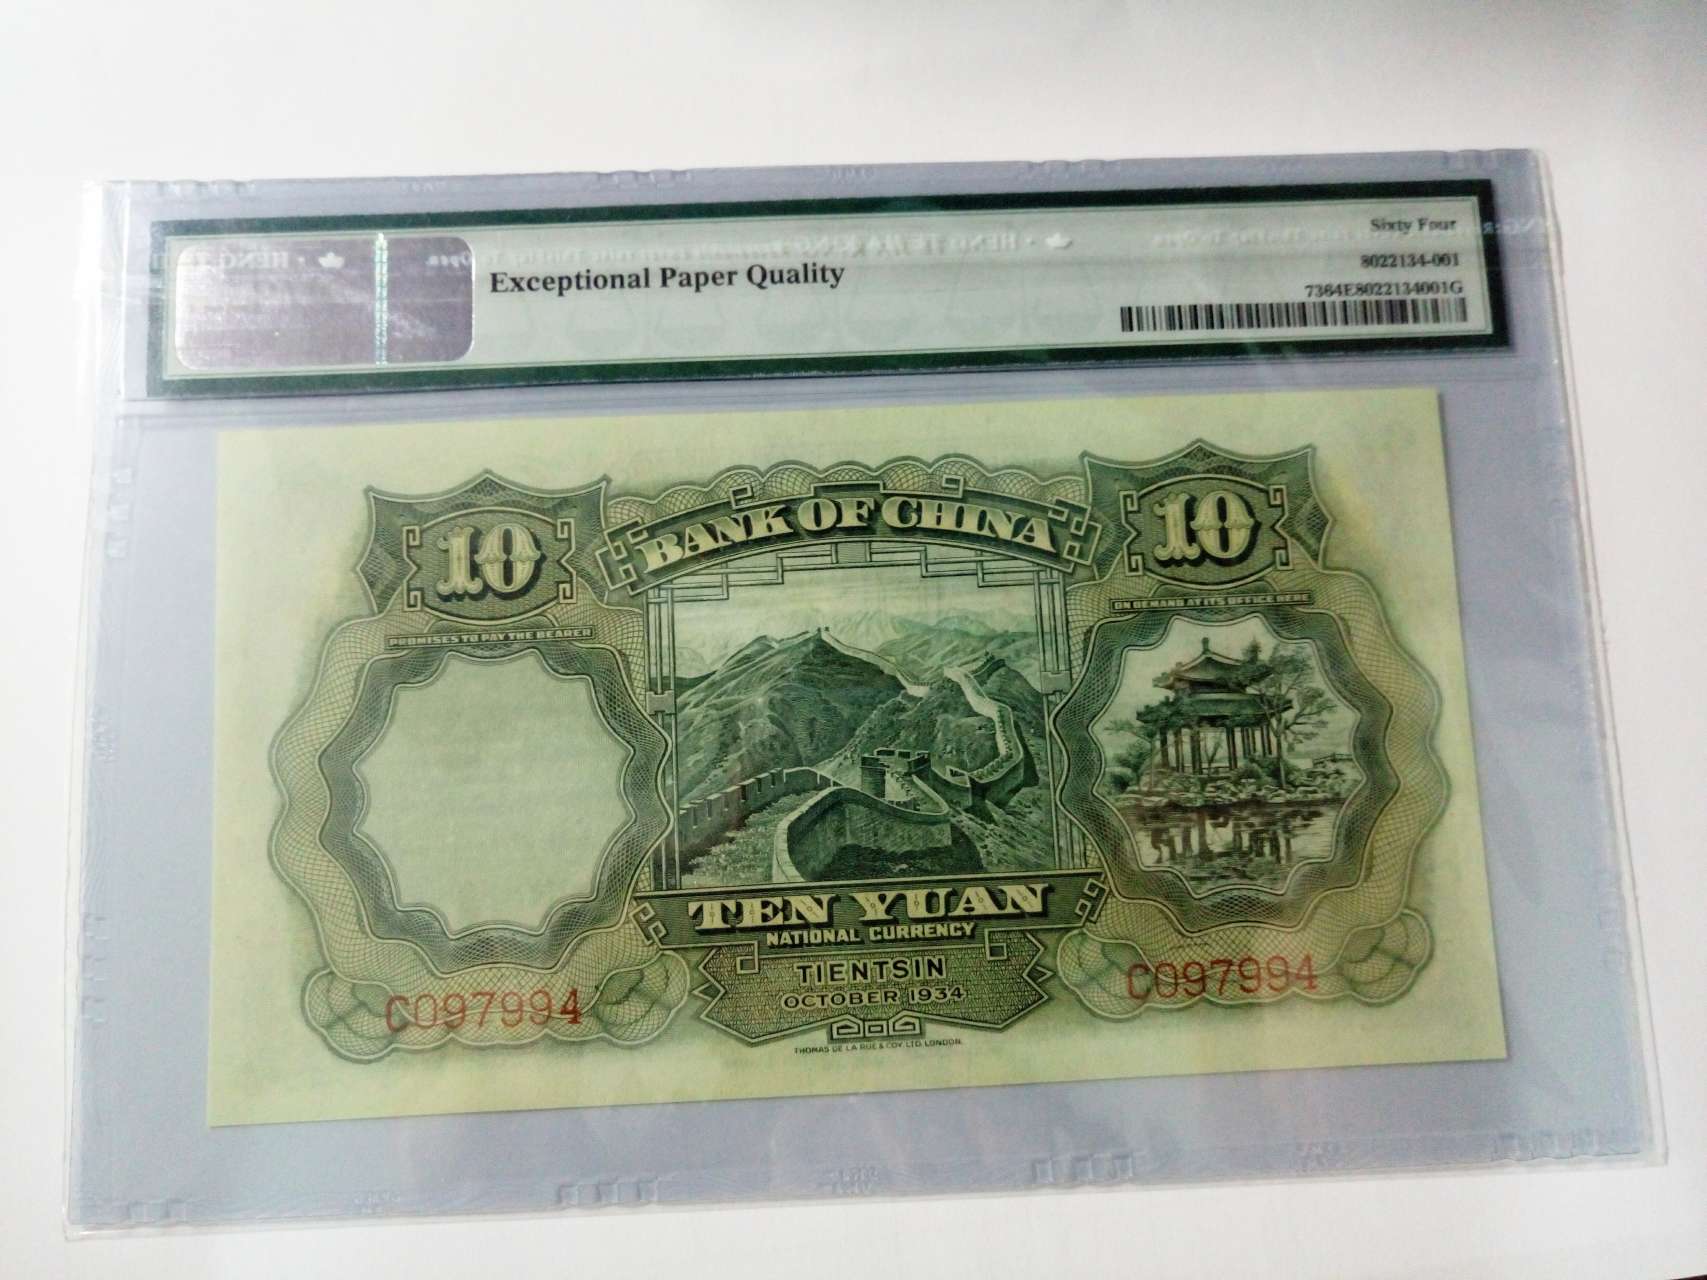 Sixty Four
8022134-001
Exceptional Paper Quality
7364E8022134001G
BANK OF CHINA
10
10
PROMISES TO PAY THE BEARER
ON DEMAND AT ITS OFFICE HERE
TEN YUAN
NATIONAL CURRENCY
TIENTSIN
OCTOBER 1934
C097994
C097994
THOMAS DE LA RUE & COY. LTD. LONDON.